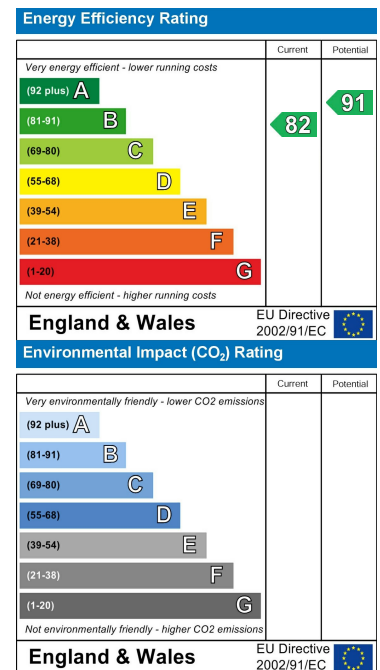 Energy Efficiency Rating
Current Potential
Very energy efficient - lower running costs
(92 plus) A
(81-91) B
(69-80) C
(55-68) D
(39-54) E
(21-38) F
(1-20) G
82
91
Not energy efficient - higher running costs
England & Wales
EU Directive
2002/91/EC
Environmental Impact (CO₂) Rating
Current Potential
Very environmentally friendly - lower CO2 emissions
(92 plus) A
(81-91) B
(69-80) C
(55-68) D
(39-54) E
(21-38) F
(1-20) G
Not environmentally friendly - higher CO2 emissions
England & Wales
EU Directive
2002/91/EC